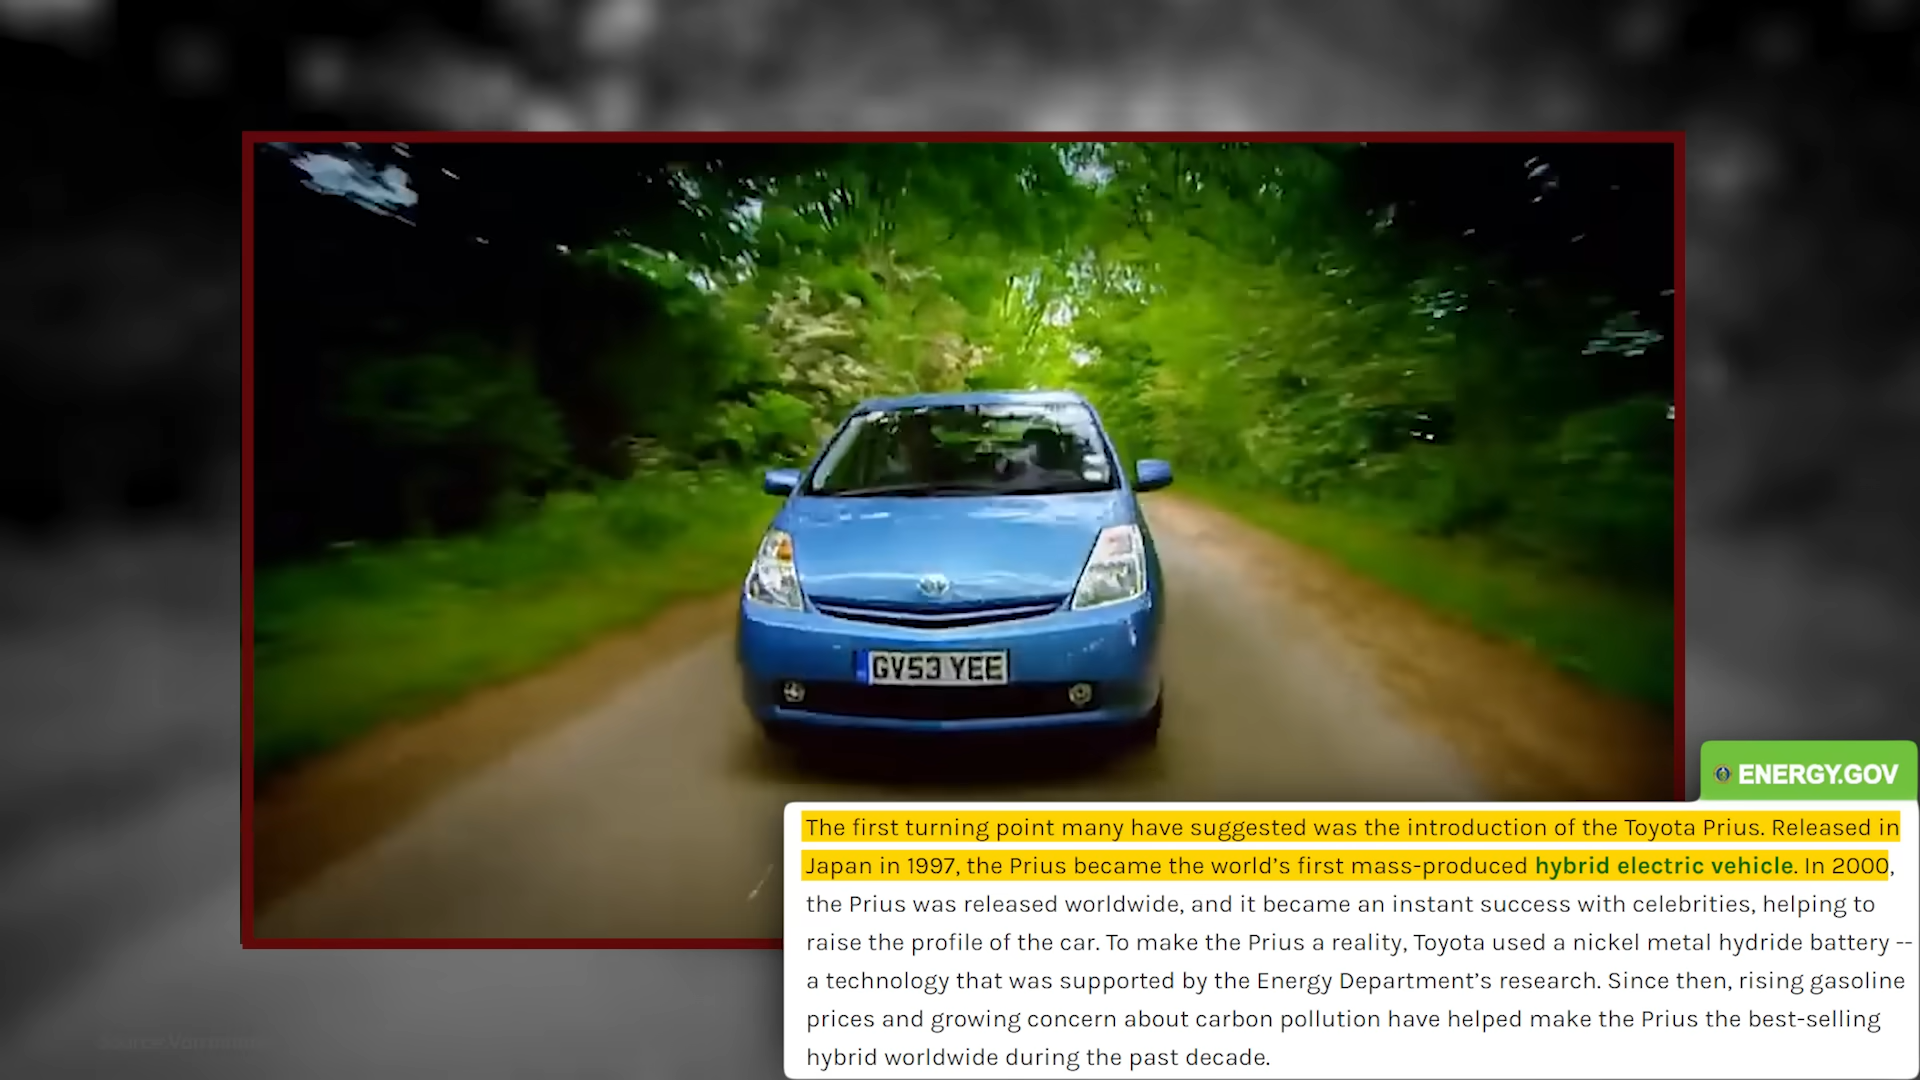 GV53 YEE
ENERGY.GOV
The first turning point many have suggested was the introduction of the Toyota Prius. Released in
Japan in 1997, the Prius became the world's first mass-produced hybrid electric vehicle. In 2000,
the Prius was released worldwide, and it became an instant success with celebrities, helping to
raise the profile of the car. To make the Prius a reality, Toyota used a nickel metal hydride battery --
a technology that was supported by the Energy Department's research. Since then, rising gasoline
prices and growing concern about carbon pollution have helped make the Prius the best-selling
hybrid worldwide during the past decade.